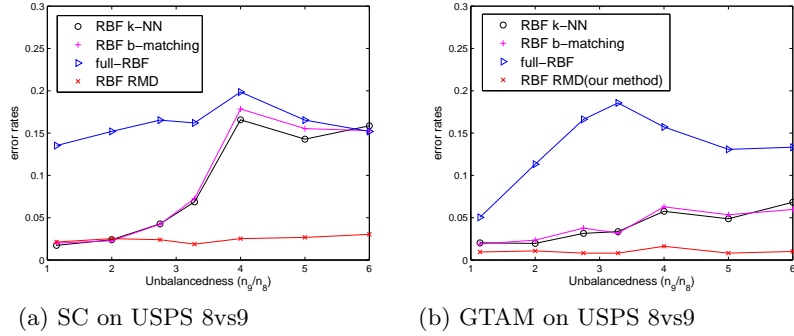 0.3
0.25
0.2
0.15
0.1
0.05
0
error rates
RBF k−NN
RBF b−matching
full−RBF
RBF RMD
1 2 3 4 5 6
Unbalancedness (n9/n8)
(a) SC on USPS 8vs9
0.3
0.25
0.2
0.15
0.1
0.05
0
error rates
RBF k−NN
RBF b−matching
full−RBF
RBF RMD(our method)
1 2 3 4 5 6
Unbalancedness (n9/n8)
(b) GTAM on USPS 8vs9